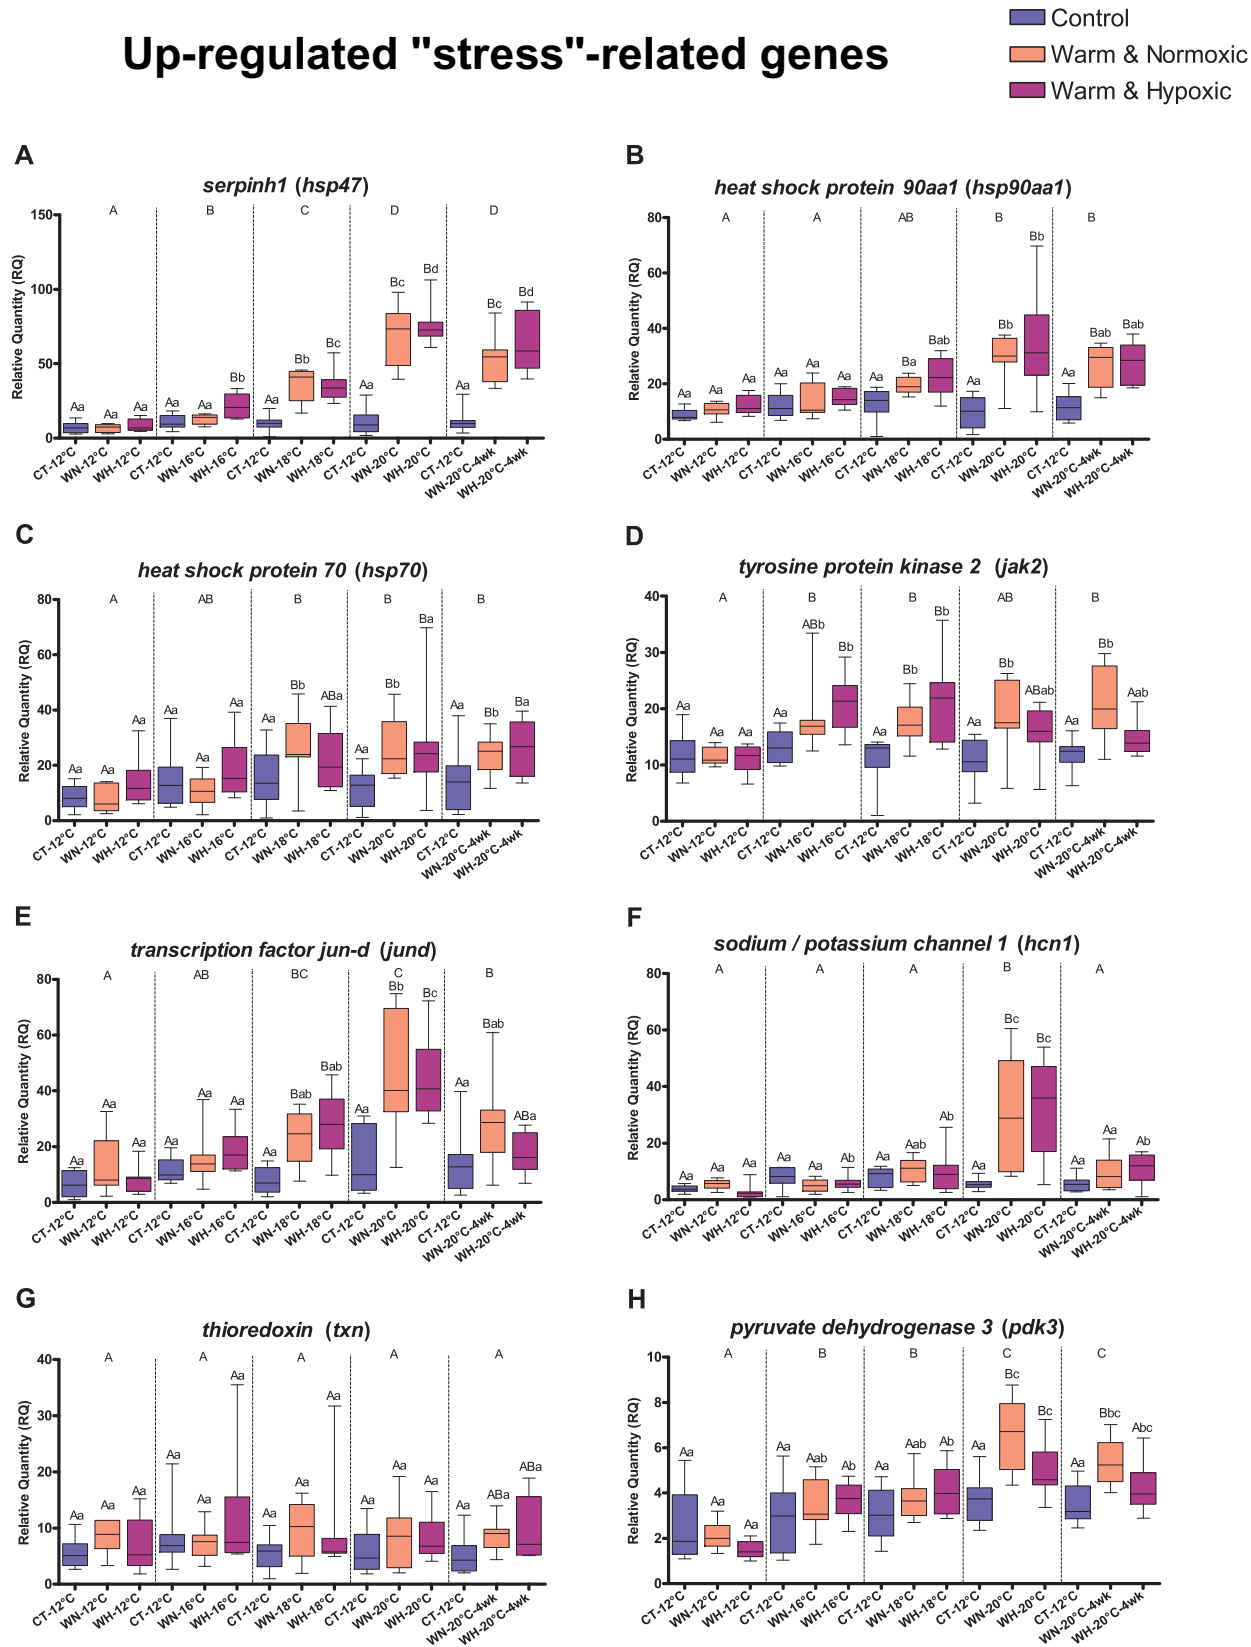 Up-regulated "stress"-related genes
Control
Warm & Normoxic
Warm & Hypoxic
A
serpinh1 (hsp47)
Relative Quantity (RQ)
150
100
50
0
A B C D D
Aa Aa Aa Aa Aa Bb Aa Bb Bc Aa Bc Bd Aa Bc Bd
CT-12°C WN-12°C WH-12°C CT-12°C WN-16°C WH-16°C CT-12°C WN-18°C WH-18°C CT-12°C WN-20°C WH-20°C CT-12°C WN-20°C-4wk WH-20°C-4wk
B
heat shock protein 90aa1 (hsp90aa1)
Relative Quantity (RQ)
80
60
40
20
0
A A AB B B
Aa Aa Aa Aa Aa Aa Aa Ba Bab Aa Bb Bb Aa Bab Bab
CT-12°C WN-12°C WH-12°C CT-12°C WN-16°C WH-16°C CT-12°C WN-18°C WH-18°C CT-12°C WN-20°C WH-20°C CT-12°C WN-20°C-4wk WH-20°C-4wk
C
heat shock protein 70 (hsp70)
Relative Quantity (RQ)
80
60
40
20
0
A AB B B B
Aa Aa Aa Aa Aa Aa Aa Bb ABa Aa Bb Ba Aa Bb Ba
CT-12°C WN-12°C WH-12°C CT-12°C WN-16°C WH-16°C CT-12°C WN-18°C WH-18°C CT-12°C WN-20°C WH-20°C CT-12°C WN-20°C-4wk WH-20°C-4wk
D
tyrosine protein kinase 2 (jak2)
Relative Quantity (RQ)
40
30
20
10
0
A B B AB B
Aa Aa Aa Aa ABb Bb Aa Bb Bb Aa Bb ABab Aa Bb Aab
CT-12°C WN-12°C WH-12°C CT-12°C WN-16°C WH-16°C CT-12°C WN-18°C WH-18°C CT-12°C WN-20°C WH-20°C CT-12°C WN-20°C-4wk WH-20°C-4wk
E
transcription factor jun-d (jund)
Relative Quantity (RQ)
80
60
40
20
0
A AB BC C B
Aa Aa Aa Aa Aa Aa Aa Bab Bab Aa Bb Bc Aa Bab ABa
CT-12°C WN-12°C WH-12°C CT-12°C WN-16°C WH-16°C CT-12°C WN-18°C WH-18°C CT-12°C WN-20°C WH-20°C CT-12°C WN-20°C-4wk WH-20°C-4wk
F
sodium / potassium channel 1 (hcn1)
Relative Quantity (RQ)
80
60
40
20
0
A A A B A
Aa Aa Aa Aa Aa Ab Aa Aab Ab Aa Bc Bc Aa Aa Ab
CT-12°C WN-12°C WH-12°C CT-12°C WN-16°C WH-16°C CT-12°C WN-18°C WH-18°C CT-12°C WN-20°C WH-20°C CT-12°C WN-20°C-4wk WH-20°C-4wk
G
thioredoxin (txn)
Relative Quantity (RQ)
40
30
20
10
0
A A A A A
Aa Aa Aa Aa Aa Aa Aa Aa Aa Aa Aa Aa Aa ABa ABa
CT-12°C WN-12°C WH-12°C CT-12°C WN-16°C WH-16°C CT-12°C WN-18°C WH-18°C CT-12°C WN-20°C WH-20°C CT-12°C WN-20°C-4wk WH-20°C-4wk
H
pyruvate dehydrogenase 3 (pdk3)
Relative Quantity (RQ)
10
8
6
4
2
0
A B B C C
Aa Aa Aa Aa Aab Ab Aa Aab Ab Aa Bc Bc Aa Bbc Abc
CT-12°C WN-12°C WH-12°C CT-12°C WN-16°C WH-16°C CT-12°C WN-18°C WH-18°C CT-12°C WN-20°C WH-20°C CT-12°C WN-20°C-4wk WH-20°C-4wk